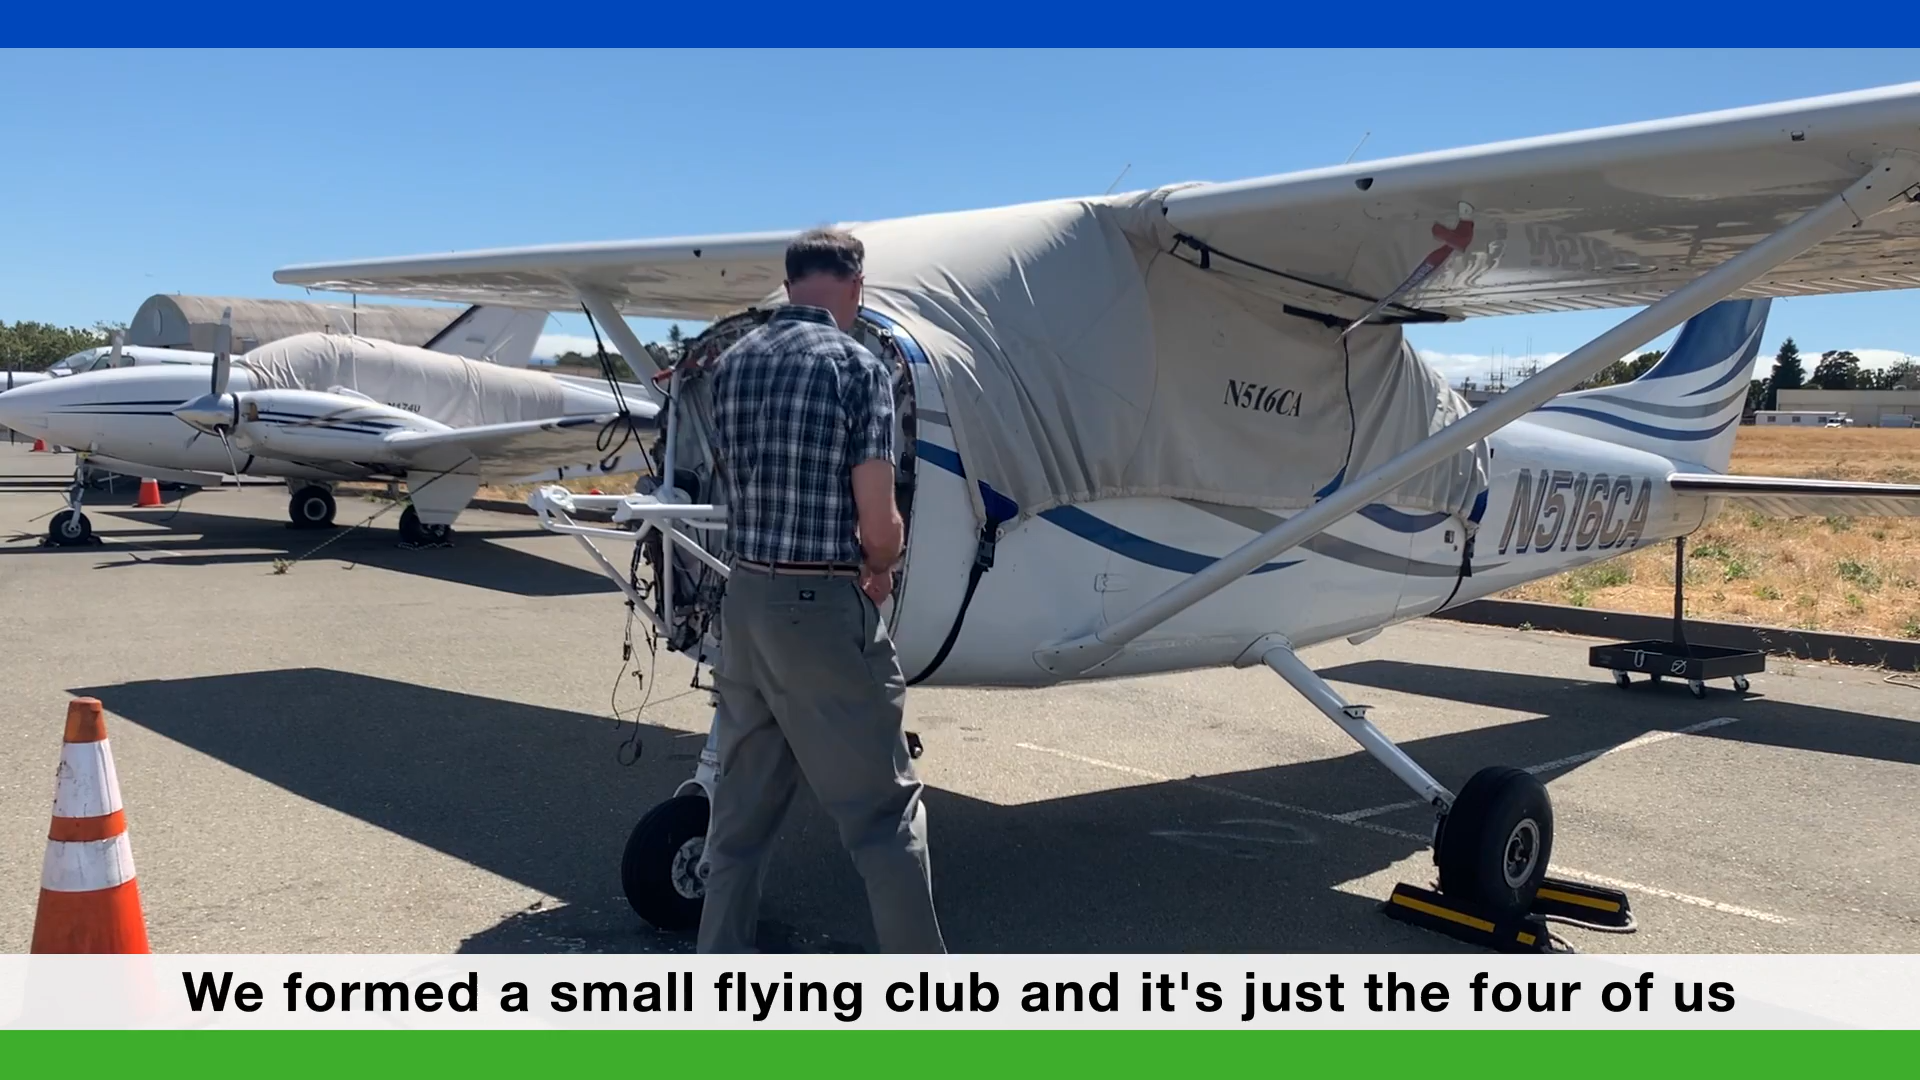 N516CA
N516CA
We formed a small flying club and it's just the four of us